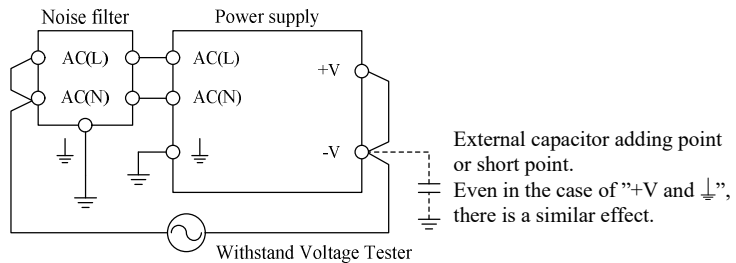 Noise filter
Power supply
AC(L)
AC(N)
AC(L)
AC(N)
+V
-V
External capacitor adding point
or short point.
Even in the case of ”+V and ⏚”,
there is a similar effect.
Withstand Voltage Tester